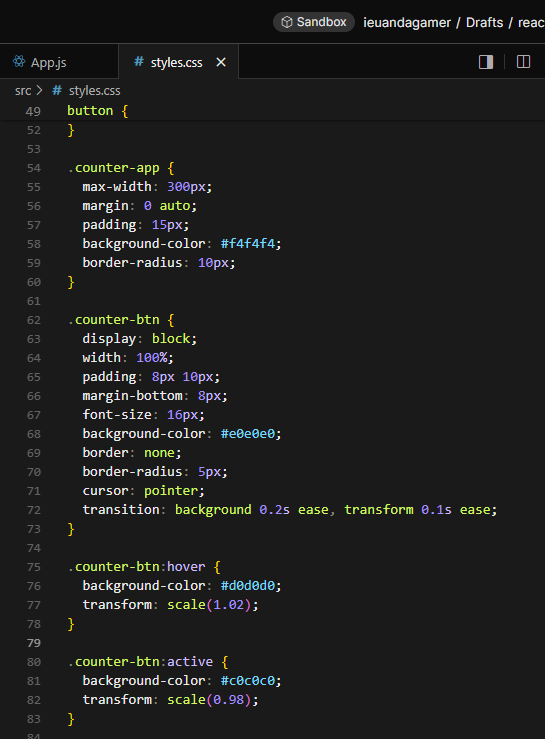 Sandbox ieuandagamer / Drafts / reac
App.js
# styles.css
src > # styles.css
49 button {
52 }
53
54 .counter-app {
55 max-width: 300px;
56 margin: 0 auto;
57 padding: 15px;
58 background-color: #f4f4f4;
59 border-radius: 10px;
60 }
61
62 .counter-btn {
63 display: block;
64 width: 100%;
65 padding: 8px 10px;
66 margin-bottom: 8px;
67 font-size: 16px;
68 background-color: #e0e0e0;
69 border: none;
70 border-radius: 5px;
71 cursor: pointer;
72 transition: background 0.2s ease, transform 0.1s ease;
73 }
74
75 .counter-btn:hover {
76 background-color: #d0d0d0;
77 transform: scale(1.02);
78 }
79
80 .counter-btn:active {
81 background-color: #c0c0c0;
82 transform: scale(0.98);
83 }
84